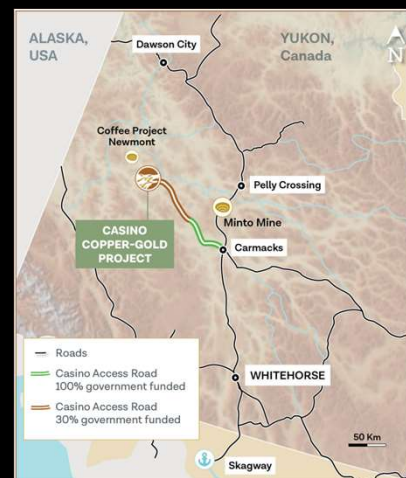 ALASKA,
USA
YUKON,
Canada
N
Dawson City
Coffee Project
Newmont
Pelly Crossing
Minto Mine
CASINO
COPPER-GOLD
PROJECT
Carmacks
Roads
Casino Access Road
100% government funded
Casino Access Road
30% government funded
WHITEHORSE
50 Km
Skagway